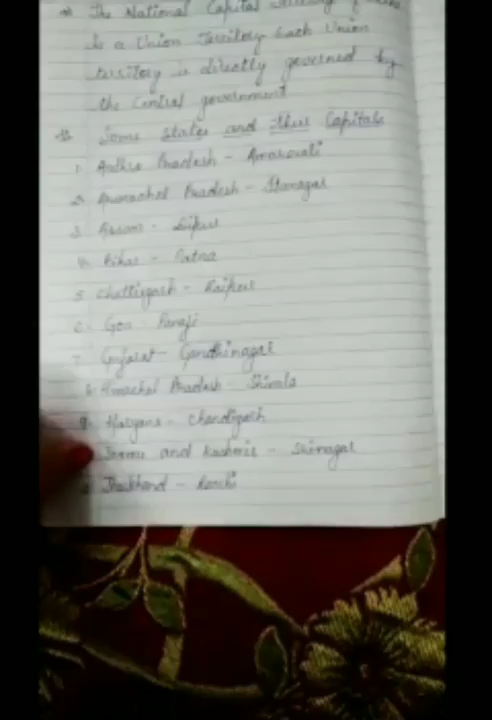 The National Capital Territory of
is a Union Territory each Union
territory is directly governed by
the Central government
Some states and their Capitals
1. Andhra Pradesh - Amaravati
2. Arunachal Pradesh - Itanagar
3. Assam - Dispur
4. Bihar - Patna
5. Chattisgarh - Raipur
6. Goa - Panaji
7. Gujarat - Gandhinagar
8. Himachal Pradesh - Shimla
9. Haryana - Chandigarh
Jammu and Kashmir - Srinagar
Jharkhand - Ranchi